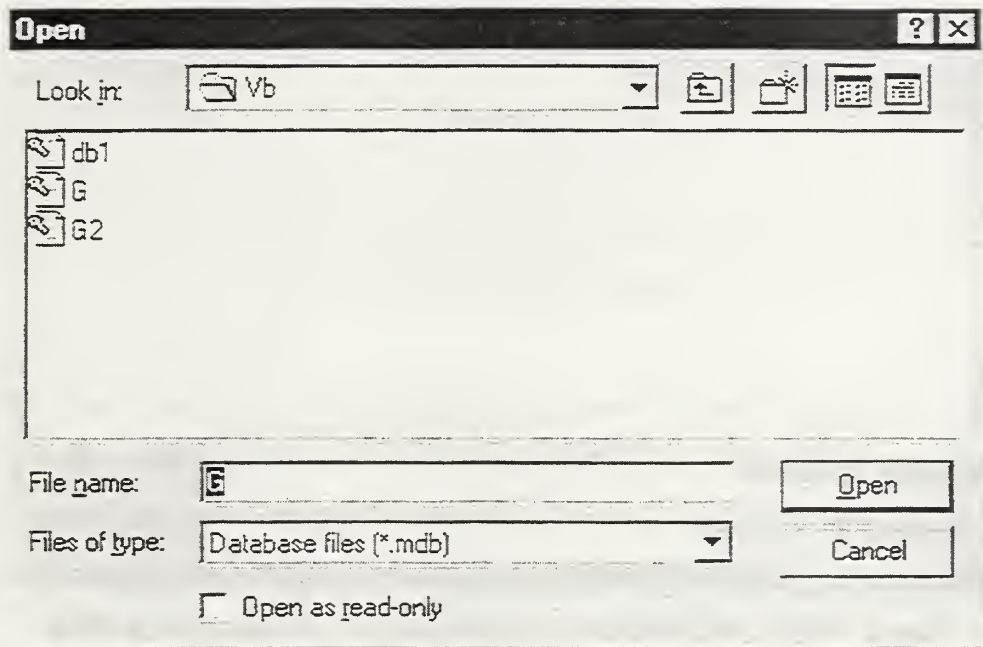 Open
Look in: Vb
db1
G
G2
File name: G Open
Files of type: Database files (*.mdb) Cancel
Open as read-only